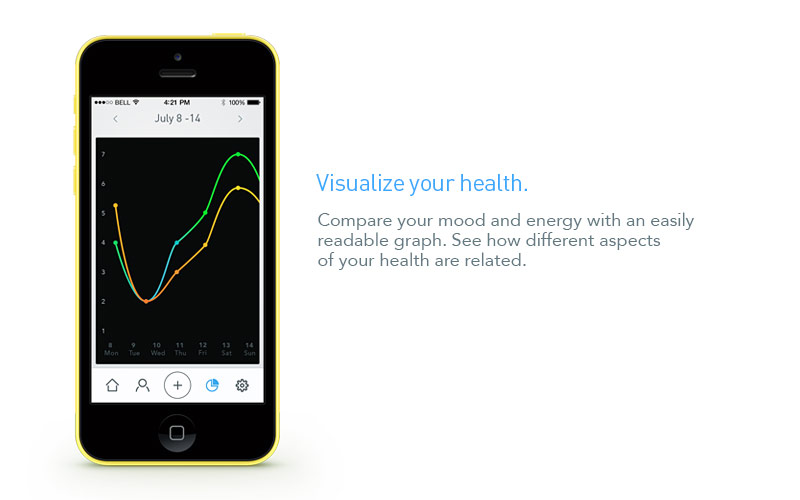 BELL 4:21 PM 100%
July 8 -14
7
6
5
4
3
2
1
8 9 10 11 12 13 14
Mon Tue Wed Thu Fri Sat Sun
Visualize your health.
Compare your mood and energy with an easily
readable graph. See how different aspects
of your health are related.